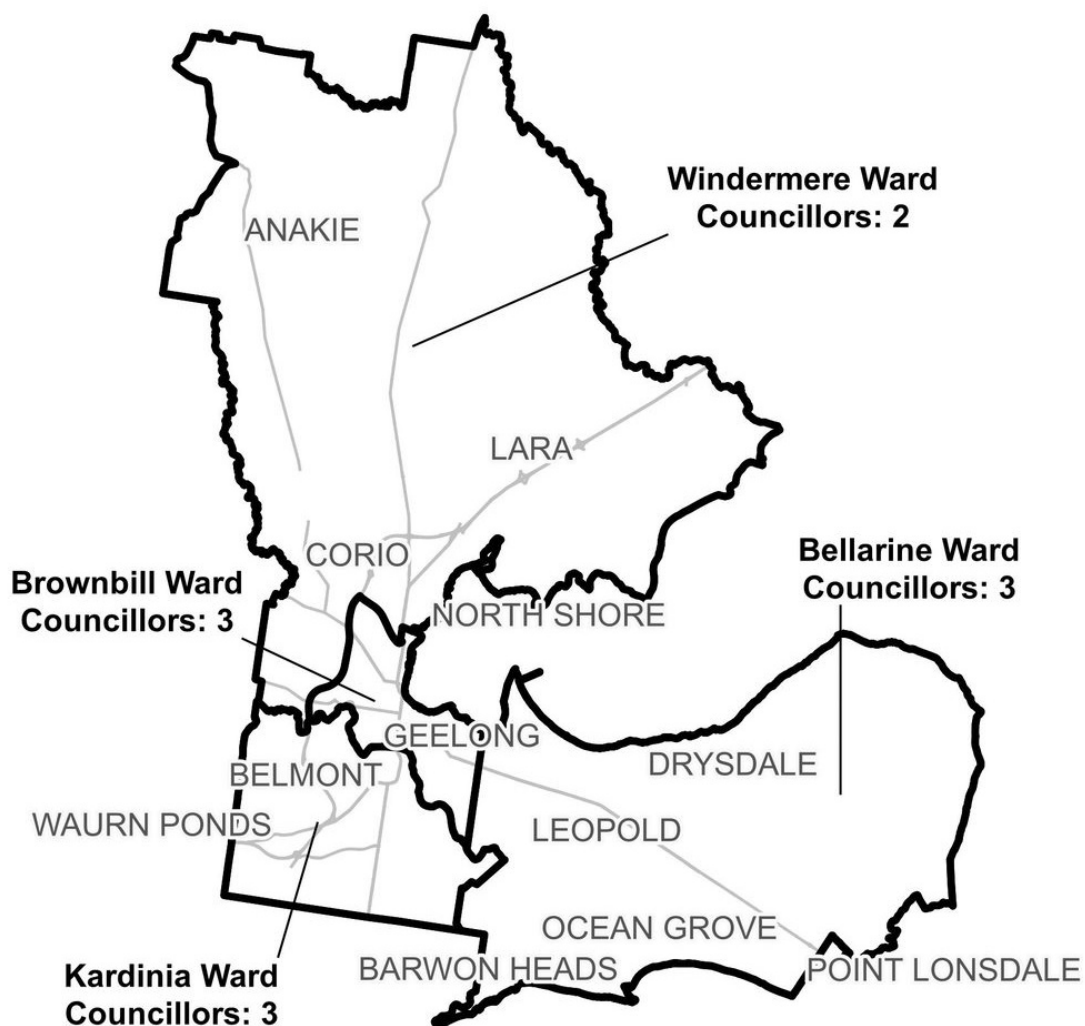 Windermere Ward
Councillors: 2
ANAKIE
LARA
CORIO
Bellarine Ward
Councillors: 3
Brownbill Ward
Councillors: 3
NORTH SHORE
GEELONG
DRYSDALE
BELMONT
WAURN PONDS
LEOPOLD
OCEAN GROVE
BARWON HEADS
POINT LONSDALE
Kardinia Ward
Councillors: 3